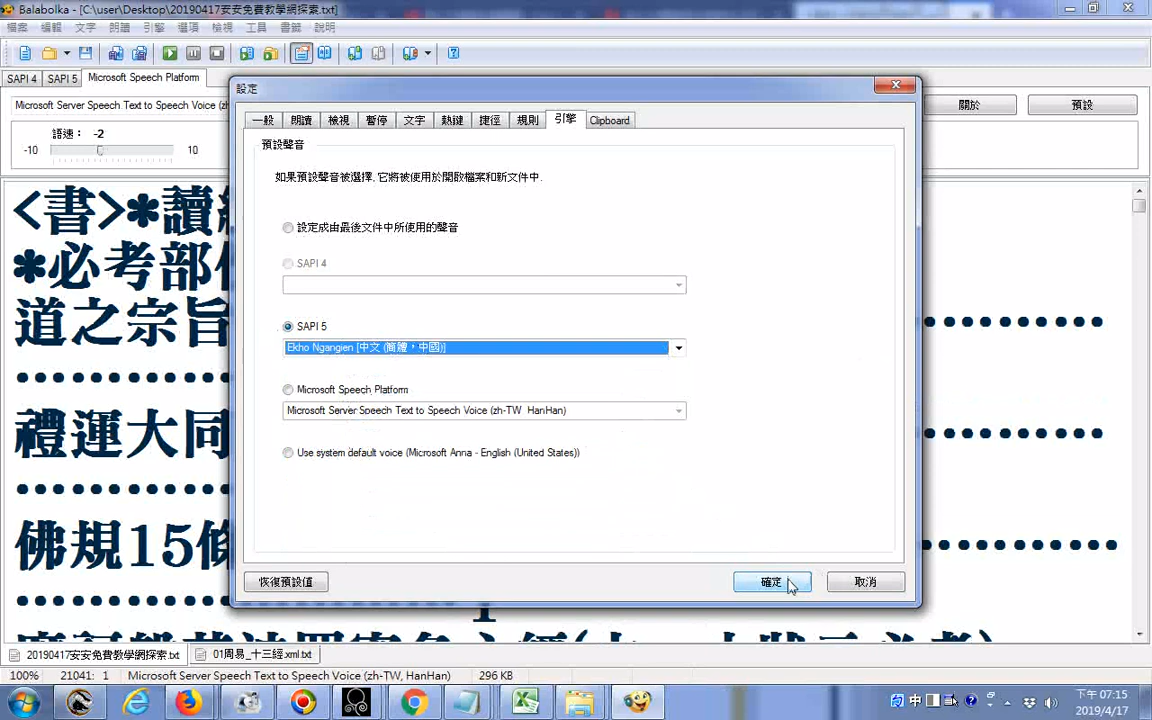 Balabolka - [C:\user\Desktop\20190417安安免費教學網探索.txt]
檔案 編輯 文字 朗讀 引擎 選項 檢視 工具 書籤 說明
SAPI 4 SAPI 5 Microsoft Speech Platform
Microsoft Server Speech Text to Speech Voice (zh
關於 預設
語速： -2
-10 10
設定
一般 朗讀 檢視 暫停 文字 熱鍵 捷徑 規則 引擎 Clipboard
預設聲音
如果預設聲音被選擇, 它將被使用於開啟檔案和新文件中.
設定成由最後文件中所使用的聲音
SAPI 4
SAPI 5
Ekho Ngangien [中文 (簡體，中國)]
Microsoft Speech Platform
Microsoft Server Speech Text to Speech Voice (zh-TW HanHan)
Use system default voice (Microsoft Anna - English (United States))
恢復預設值 確定 取消
<書>*讀
*必考部
道之宗旨
禮運大同
佛規15條
20190417安安免費教學網探索.txt 01周易_十三經.xml.txt
100% 21041: 1 Microsoft Server Speech Text to Speech Voice (zh-TW, HanHan) 296 KB
中
下午 07:15
2019/4/17